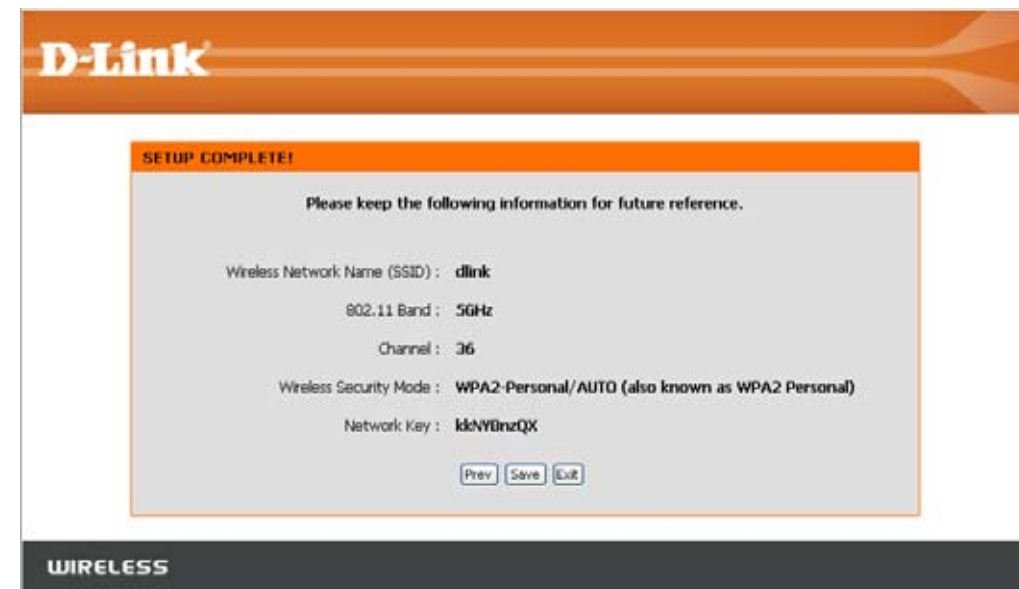 D-Link
SETUP COMPLETE!
Please keep the following information for future reference.
Wireless Network Name (SSID) : dlink
802.11 Band : 5GHz
Channel : 36
Wireless Security Mode : WPA2-Personal/AUTO (also known as WPA2 Personal)
Network Key :
Prev Save Exit
WIRELESS